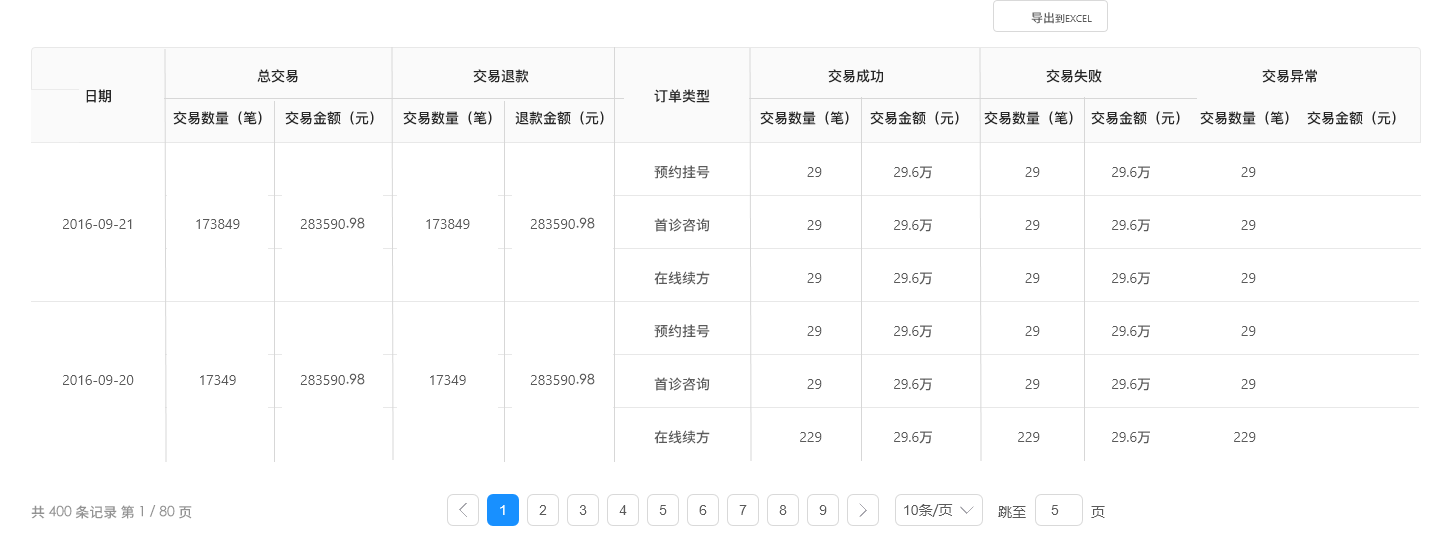 导出到EXCEL
总交易 交易退款 交易成功 交易失败 交易异常
日期 订单类型
交易数量（笔） 交易金额（元） 交易数量（笔） 退款金额（元） 交易数量（笔） 交易金额（元） 交易数量（笔） 交易金额（元） 交易数量（笔） 交易金额（元）
预约挂号 29 29.6万 29 29.6万 29
2016-09-21 173849 283590.98 173849 283590.98 首诊咨询 29 29.6万 29 29.6万 29
在线续方 29 29.6万 29 29.6万 29
预约挂号 29 29.6万 29 29.6万 29
2016-09-20 17349 283590.98 17349 283590.98 首诊咨询 29 29.6万 29 29.6万 29
在线续方 229 29.6万 229 29.6万 229
共 400 条记录 第 1 / 80 页 1 2 3 4 5 6 7 8 9 10条/页 跳至 5 页